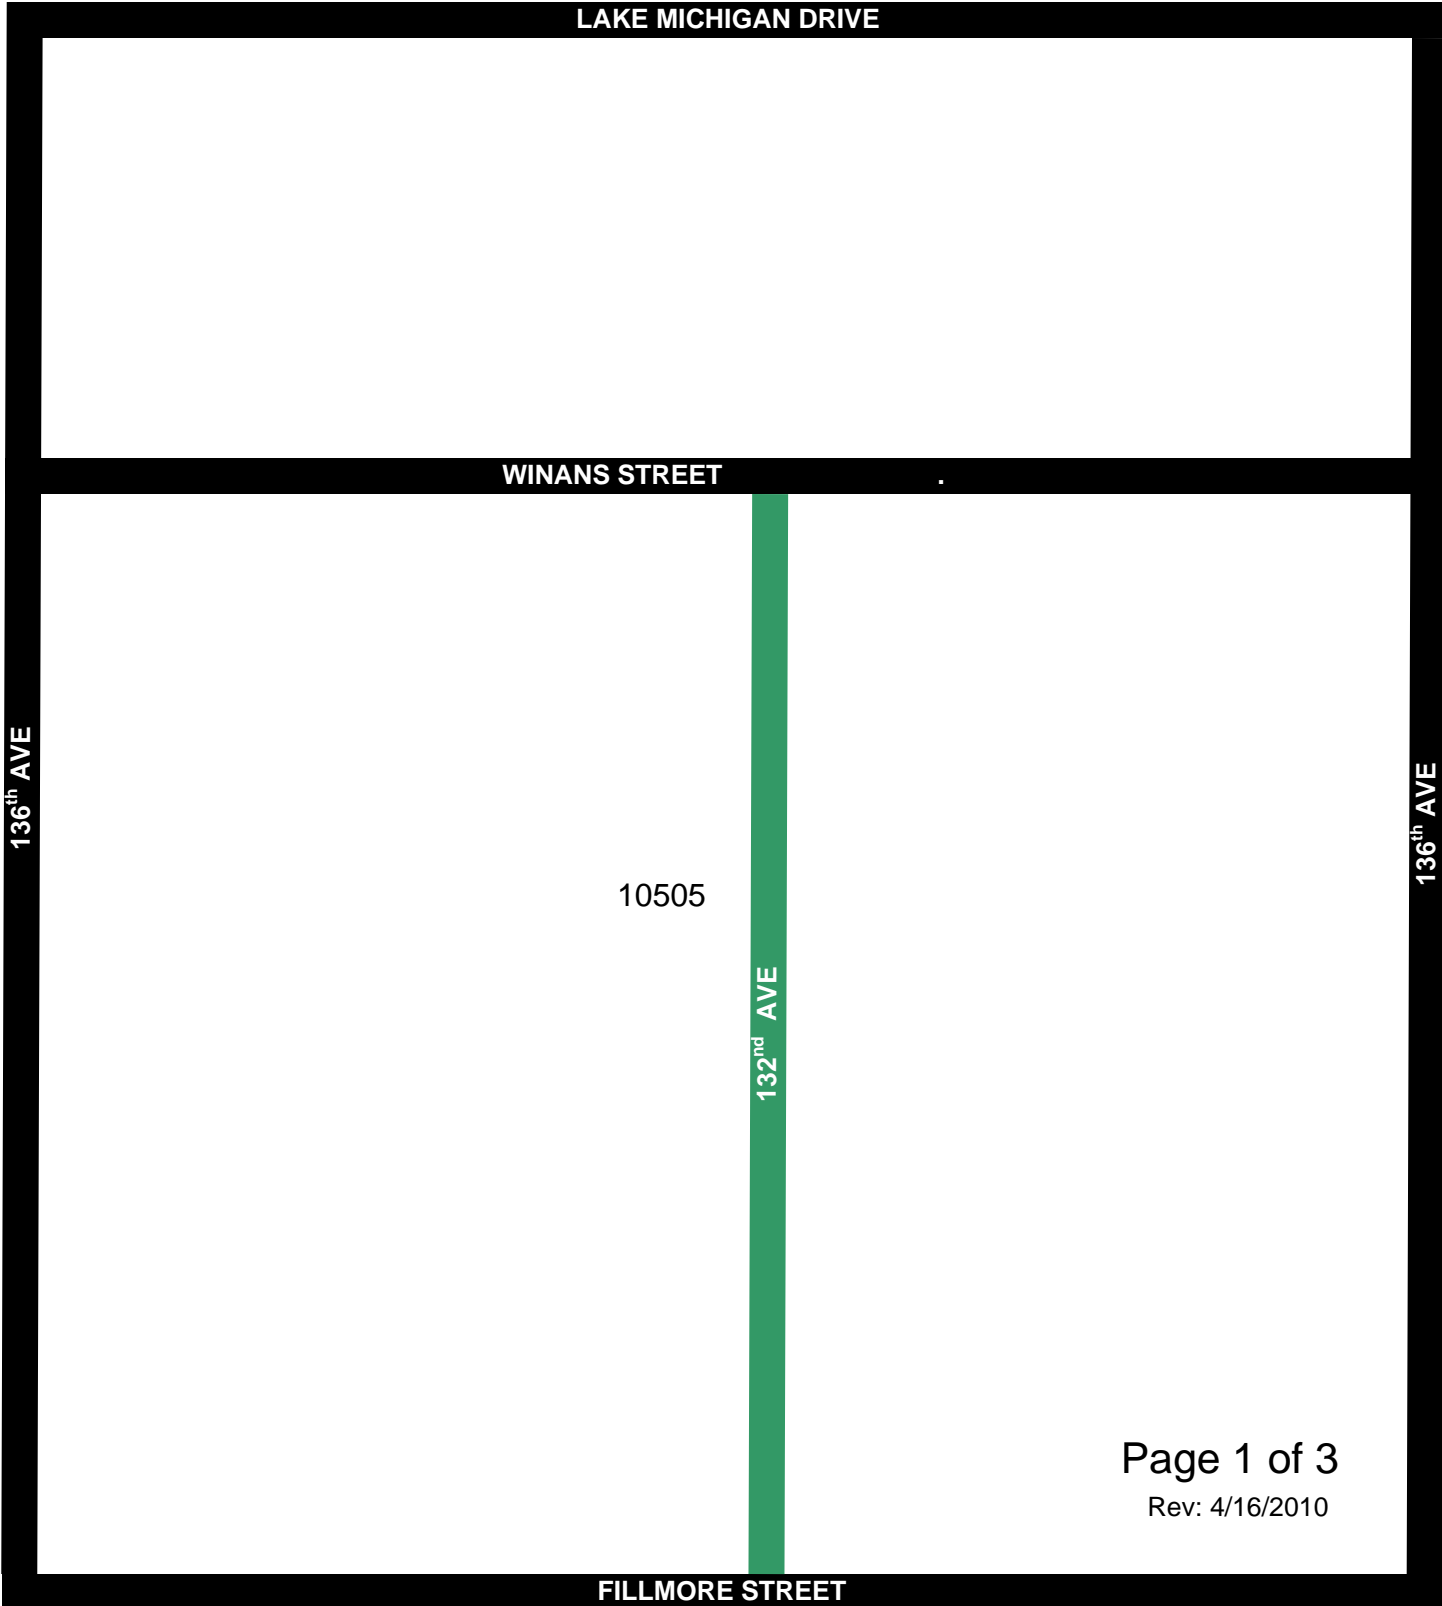 LAKE MICHIGAN DRIVE
WINANS STREET .
136th AVE
136th AVE
10505
132nd AVE
Page 1 of 3
Rev: 4/16/2010
FILLMORE STREET